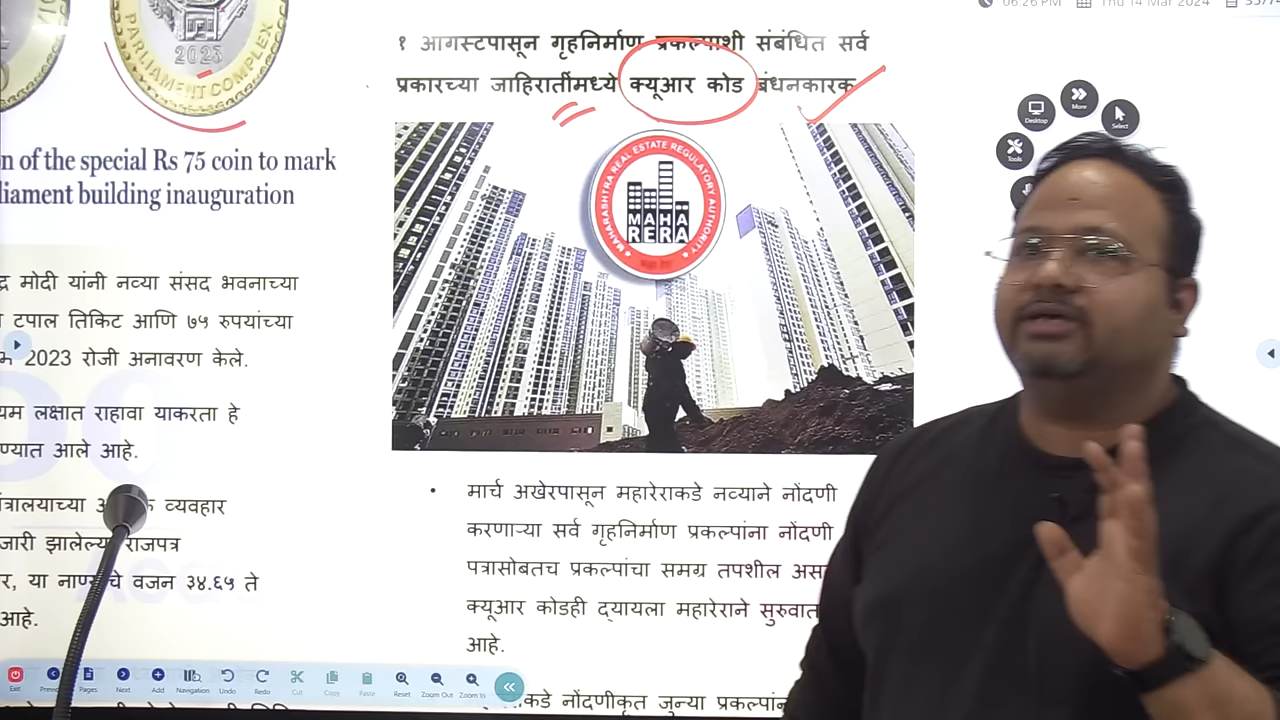 06:26 PM Thu 14 Mar 2024
2023
PARLIAMENT COMPLEX
n of the special Rs 75 coin to mark
liament building inauguration
द्र मोदी यांनी नव्या संसद भवनाच्या
टपाल तिकिट आणि ७५ रुपयांच्या
2023 रोजी अनावरण केले.
यम लक्षात राहावा याकरता हे
ण्यात आले आहे.
व्यवहार
जारी झालेल्या राजपत्र
र, या वजन ३४.६५ ते
आहे.
१ आगस्टपासून गृहनिर्माण प्रकल्पाशी संबंधित सर्व
प्रकारच्या जाहिरातींमध्ये क्यूआर कोड बंधनकारक
MAHARASHTRA REAL ESTATE REGULATORY AUTHORITY
MAHA
RERA
मार्च अखेरपासून महारेराकडे नव्याने नोंदणी
करणाऱ्या सर्व गृहनिर्माण प्रकल्पांना नोंदणी
पत्रासोबतच प्रकल्पांचा समग्र तपशील अस
क्यूआर कोडही द्यायला महारेराने सुरुवात
आहे.
कडे नोंदणीकृत जुन्या प्रकल्पांना
Desktop
More
Select
Tools
Exit
Pages
Next
Add
Navigation
Undo
Redo
Cut
Copy
Paste
Reset
Zoom Out
Zoom In